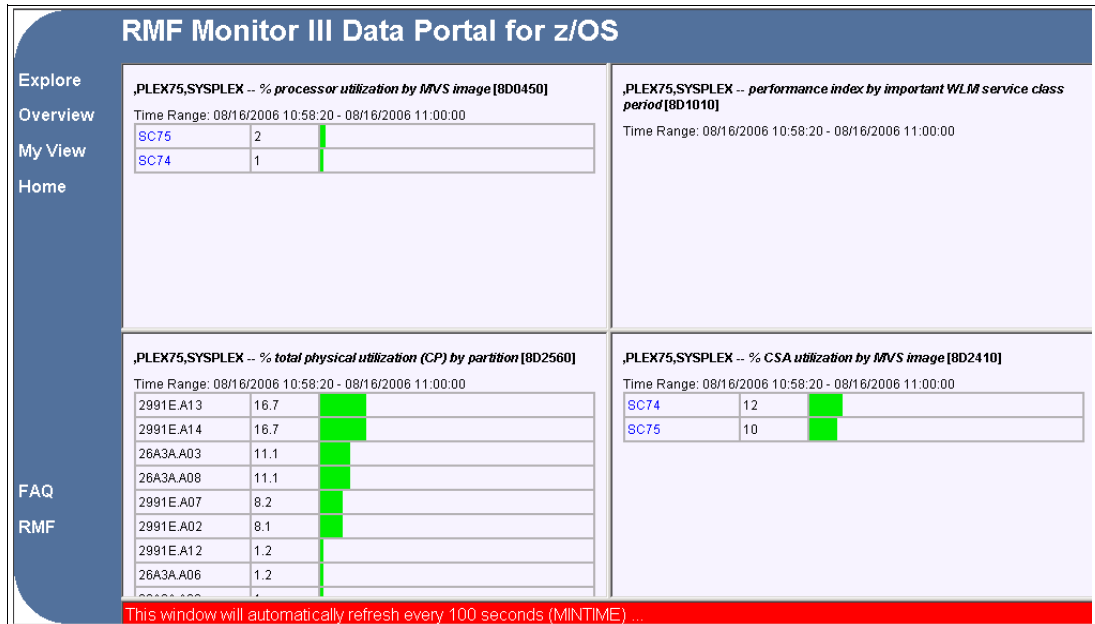 RMF Monitor III Data Portal for z/OS
Explore
Overview
My View
Home
FAQ
RMF
,PLEX75,SYSPLEX -- % processor utilization by MVS image [8D0450]
Time Range: 08/16/2006 10:58:20 - 08/16/2006 11:00:00
SC75 2
SC74 1
,PLEX75,SYSPLEX -- performance index by important WLM service class
period [8D1010]
Time Range: 08/16/2006 10:58:20 - 08/16/2006 11:00:00
,PLEX75,SYSPLEX -- % total physical utilization (CP) by partition [8D2560]
Time Range: 08/16/2006 10:58:20 - 08/16/2006 11:00:00
2991E.A13 16.7
2991E.A14 16.7
26A3A.A03 11.1
26A3A.A08 11.1
2991E.A07 8.2
2991E.A02 8.1
2991E.A12 1.2
26A3A.A06 1.2
,PLEX75,SYSPLEX -- % CSA utilization by MVS image [8D2410]
Time Range: 08/16/2006 10:58:20 - 08/16/2006 11:00:00
SC74 12
SC75 10
This window will automatically refresh every 100 seconds (MINTIME) ...